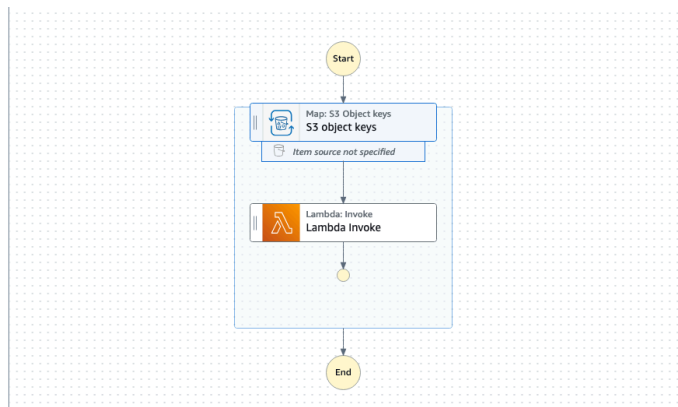 Start
Map: S3 Object keys
S3 object keys
Item source not specified
Lambda: Invoke
Lambda Invoke
End